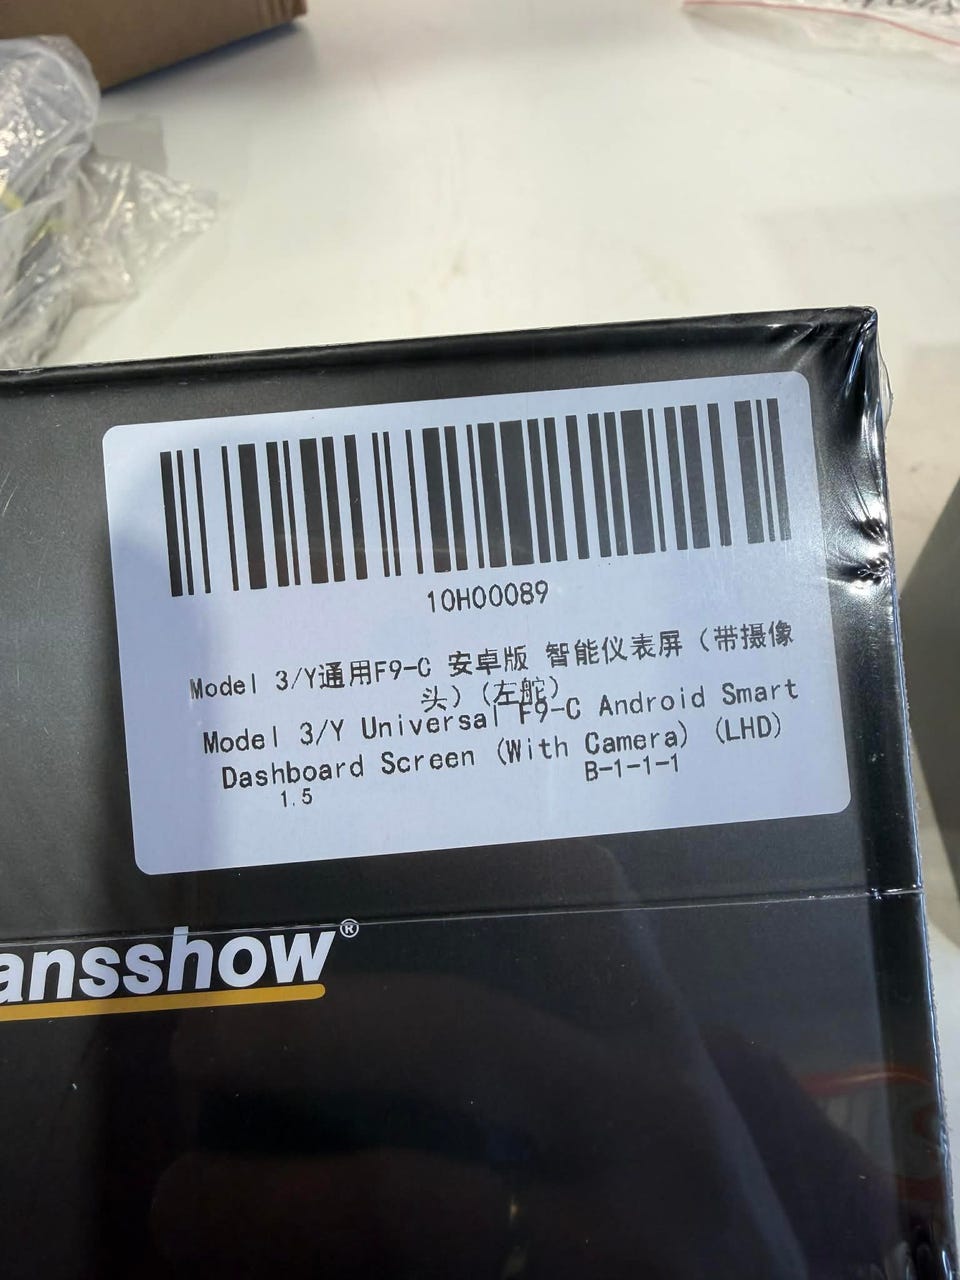 10H00089
Model 3/Y通用F9-C 安卓版 智能仪表屏（带摄像
头）（左舵）
Model 3/Y Universal F9-C Android Smart
Dashboard Screen (With Camera) (LHD)
1.5 B-1-1-1
ansshow®